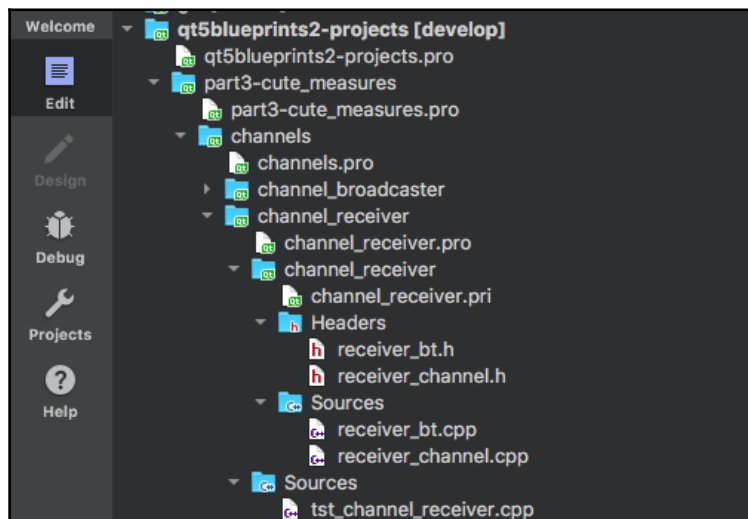 Welcome
Edit
Design
Debug
Projects
Help
qt5blueprints2-projects [develop]
qt5blueprints2-projects.pro
part3-cute_measures
part3-cute_measures.pro
channels
channels.pro
channel_broadcaster
channel_receiver
channel_receiver.pro
channel_receiver
channel_receiver.pri
Headers
receiver_bt.h
receiver_channel.h
Sources
receiver_bt.cpp
receiver_channel.cpp
Sources
tst_channel_receiver.cpp